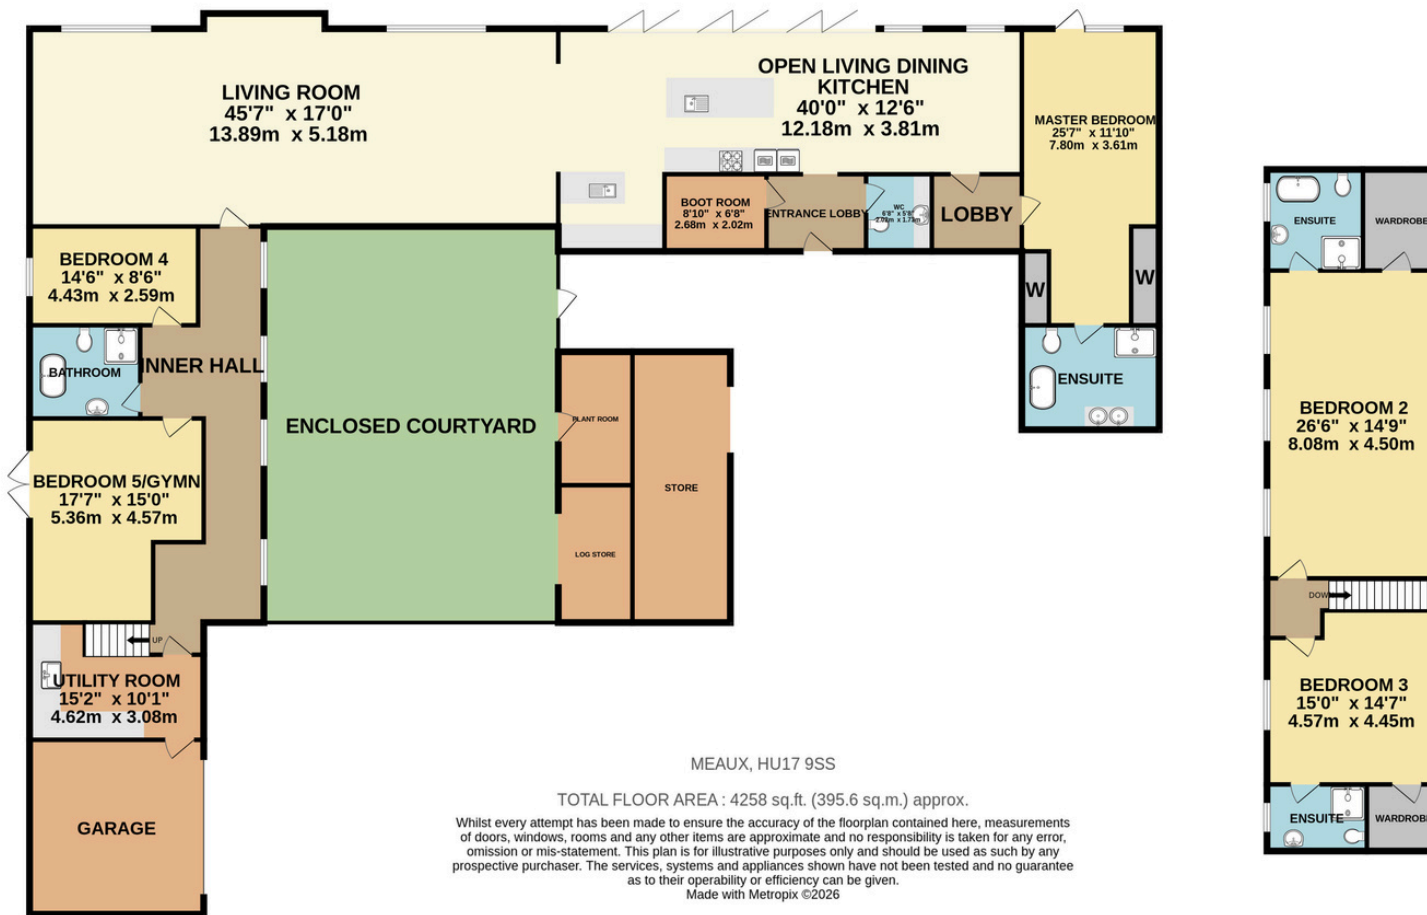 LIVING ROOM
45'7" x 17'0"
13.89m x 5.18m
OPEN LIVING DINING
KITCHEN
40'0" x 12'6"
12.18m x 3.81m
MASTER BEDROOM
25'7" x 11'10"
7.80m x 3.61m
BOOT ROOM
8'10" x 6'8"
2.68m x 2.02m
ENTRANCE LOBBY
WC
6'8" x 5'8"
2.02m x 1.73m
LOBBY
W
W
ENSUITE
BEDROOM 4
14'6" x 8'6"
4.43m x 2.59m
BATHROOM
INNER HALL
BEDROOM 5/GYMN
17'7" x 15'0"
5.36m x 4.57m
ENCLOSED COURTYARD
PLANT ROOM
LOG STORE
STORE
UP
UTILITY ROOM
15'2" x 10'1"
4.62m x 3.08m
GARAGE
ENSUITE
WARDROBE
BEDROOM 2
26'6" x 14'9"
8.08m x 4.50m
DOWN
BEDROOM 3
15'0" x 14'7"
4.57m x 4.45m
ENSUITE
WARDROBE
MEAUX, HU17 9SS
TOTAL FLOOR AREA : 4258 sq.ft. (395.6 sq.m.) approx.
Whilst every attempt has been made to ensure the accuracy of the floorplan contained here, measurements
of doors, windows, rooms and any other items are approximate and no responsibility is taken for any error,
omission or mis-statement. This plan is for illustrative purposes only and should be used as such by any
prospective purchaser. The services, systems and appliances shown have not been tested and no guarantee
as to their operability or efficiency can be given.
Made with Metropix ©2026